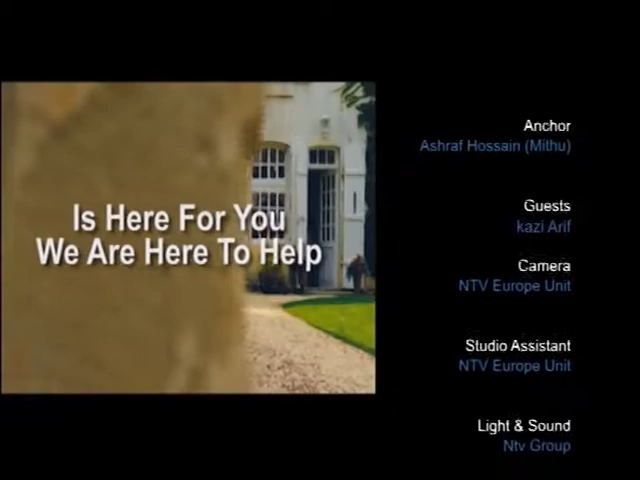 Is Here For You
We Are Here To Help
Anchor
Ashraf Hossain (Mithu)
Guests
kazi Arif
Camera
NTV Europe Unit
Studio Assistant
NTV Europe Unit
Light & Sound
Ntv Group